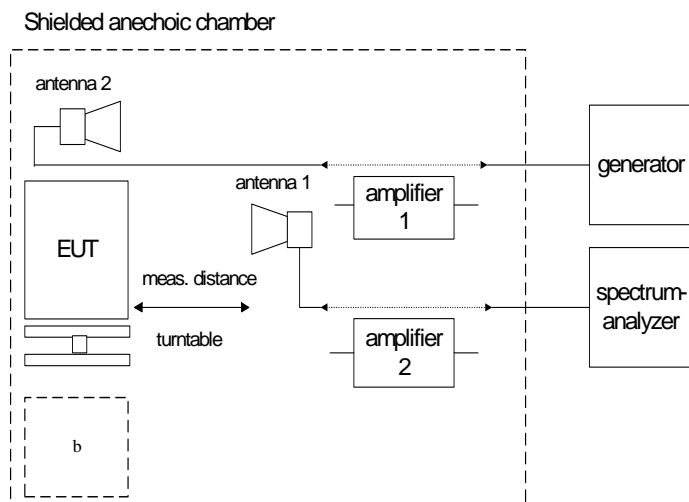 Shielded anechoic chamber
antenna 2
generator
antenna 1
amplifier
1
EUT
meas. distance
spectrum-
analyzer
turntable
amplifier
2
b